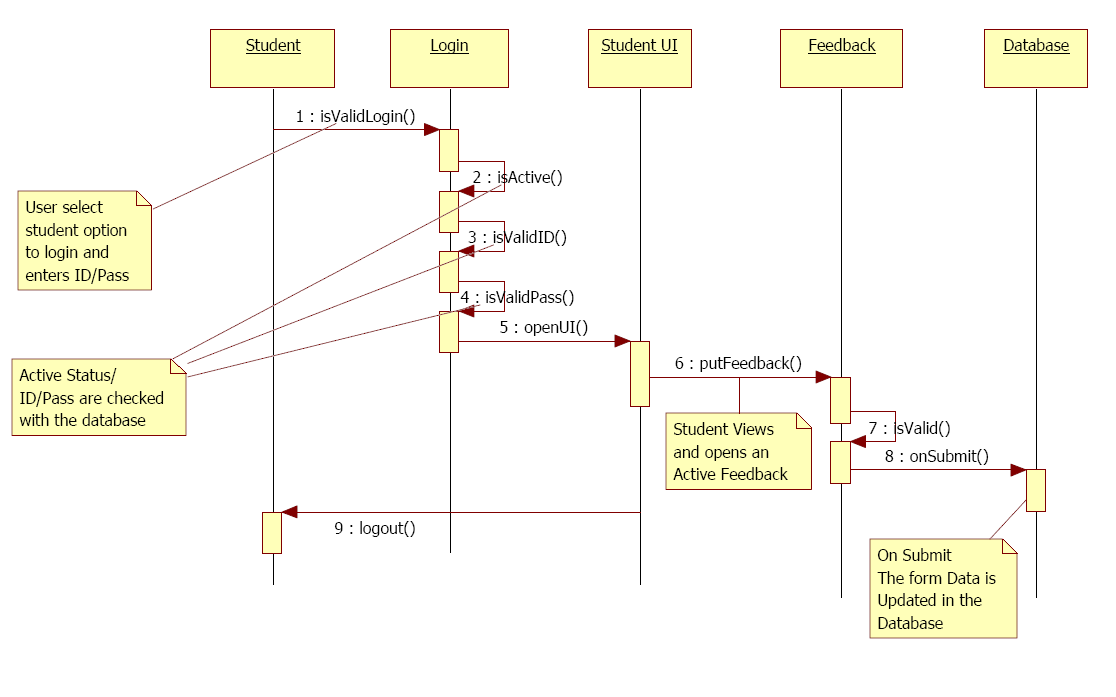 Student
Login
Student UI
Feedback
Database
1 : isValidLogin()
2 : isActive()
User select
student option
to login and
enters ID/Pass
3 : isValidID()
4 : isValidPass()
5 : openUI()
6 : putFeedback()
Active Status/
ID/Pass are checked
with the database
Student Views
and opens an
Active Feedback
7 : isValid()
8 : onSubmit()
9 : logout()
On Submit
The form Data is
Updated in the
Database